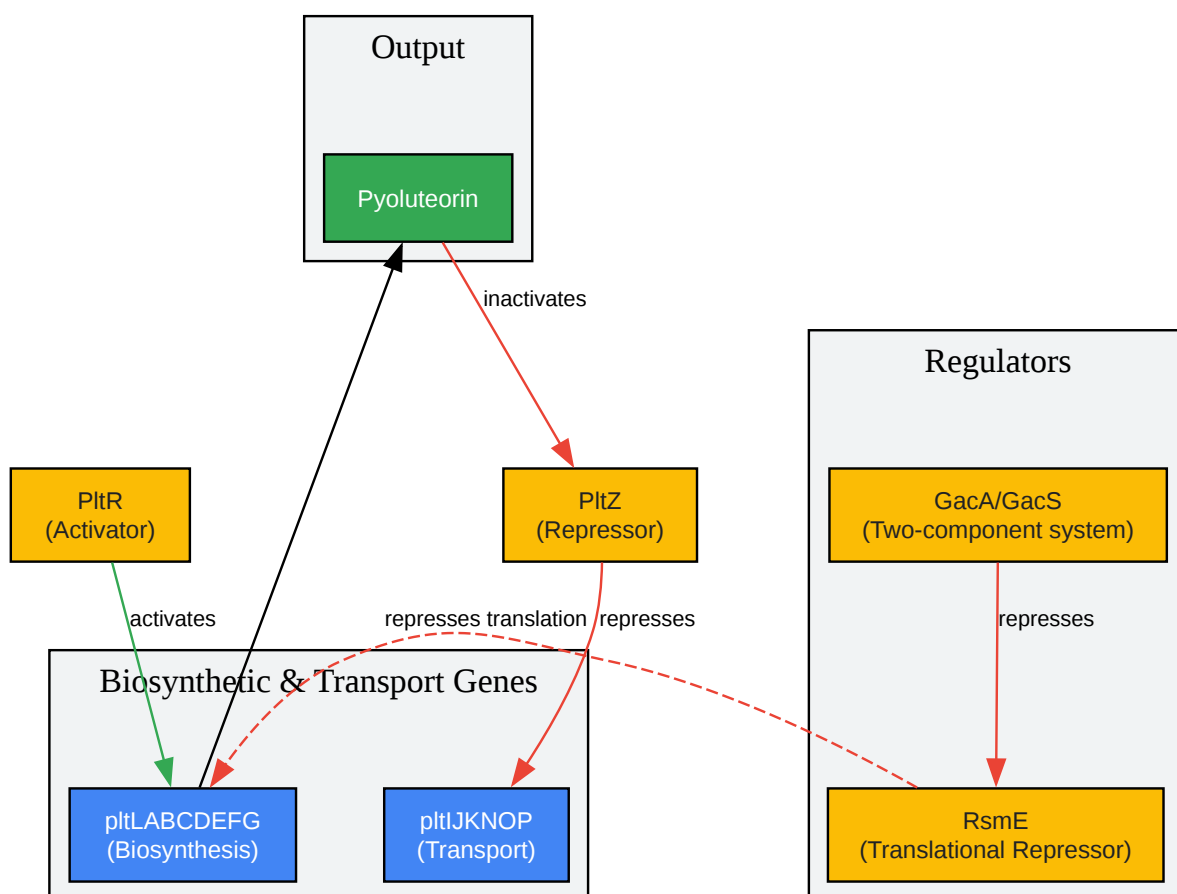 Output
Pyoluteorin
inactivates
Regulators
PltR
(Activator)
PltZ
(Repressor)
GacA/GacS
(Two-component system)
activates
represses translation
represses
represses
Biosynthetic & Transport Genes
pltLABCDEFG
(Biosynthesis)
pltIJKNOP
(Transport)
RsmE
(Translational Repressor)